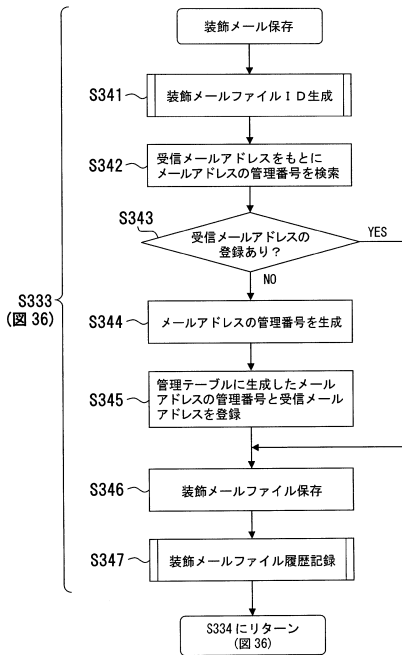 装飾メール保存
S341
装飾メールファイルID生成
S342
受信メールアドレスをもとに
メールアドレスの管理番号を検索
S343
受信メールアドレスの
登録あり?
YES
NO
S333
(図36)
S344
メールアドレスの管理番号を生成
S345
管理テーブルに生成したメール
アドレスの管理番号と受信メール
アドレスを登録
S346
装飾メールファイル保存
S347
装飾メールファイル履歴記録
S334にリターン
(図36)